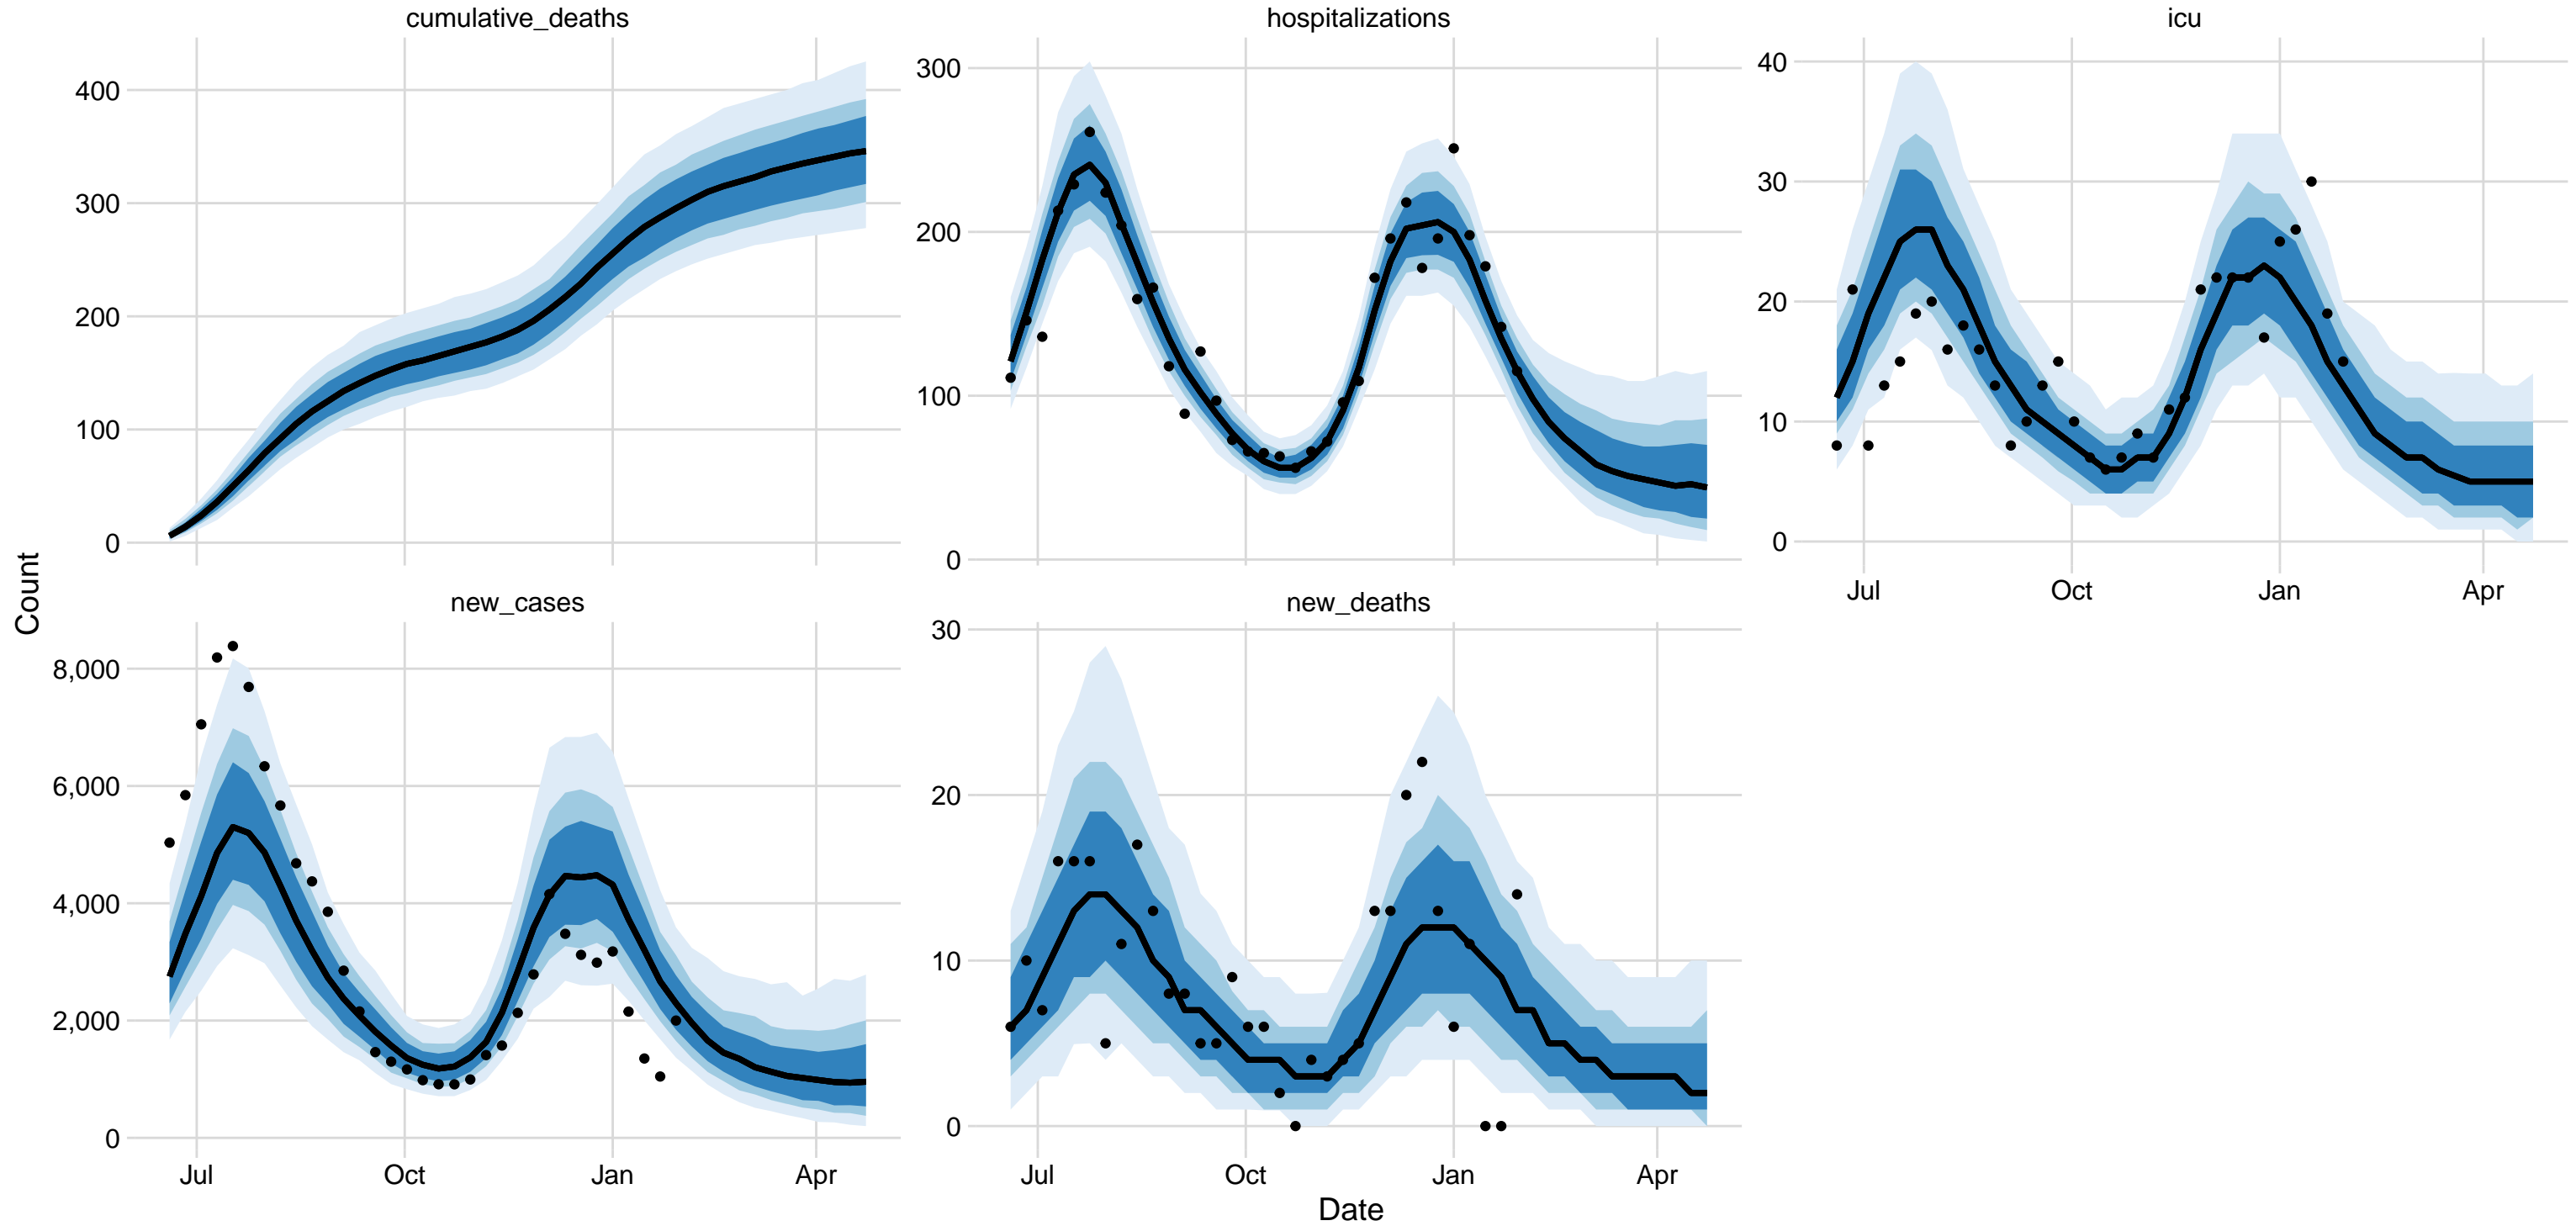 cumulative_deaths
hospitalizations
icu
400
300
200
100
0
300
200
100
0
40
30
20
10
0
Jul Oct Jan Apr
Count
new_cases
new_deaths
8,000
6,000
4,000
2,000
0
30
20
10
0
Jul Oct Jan Apr
Jul Oct Jan Apr
Date